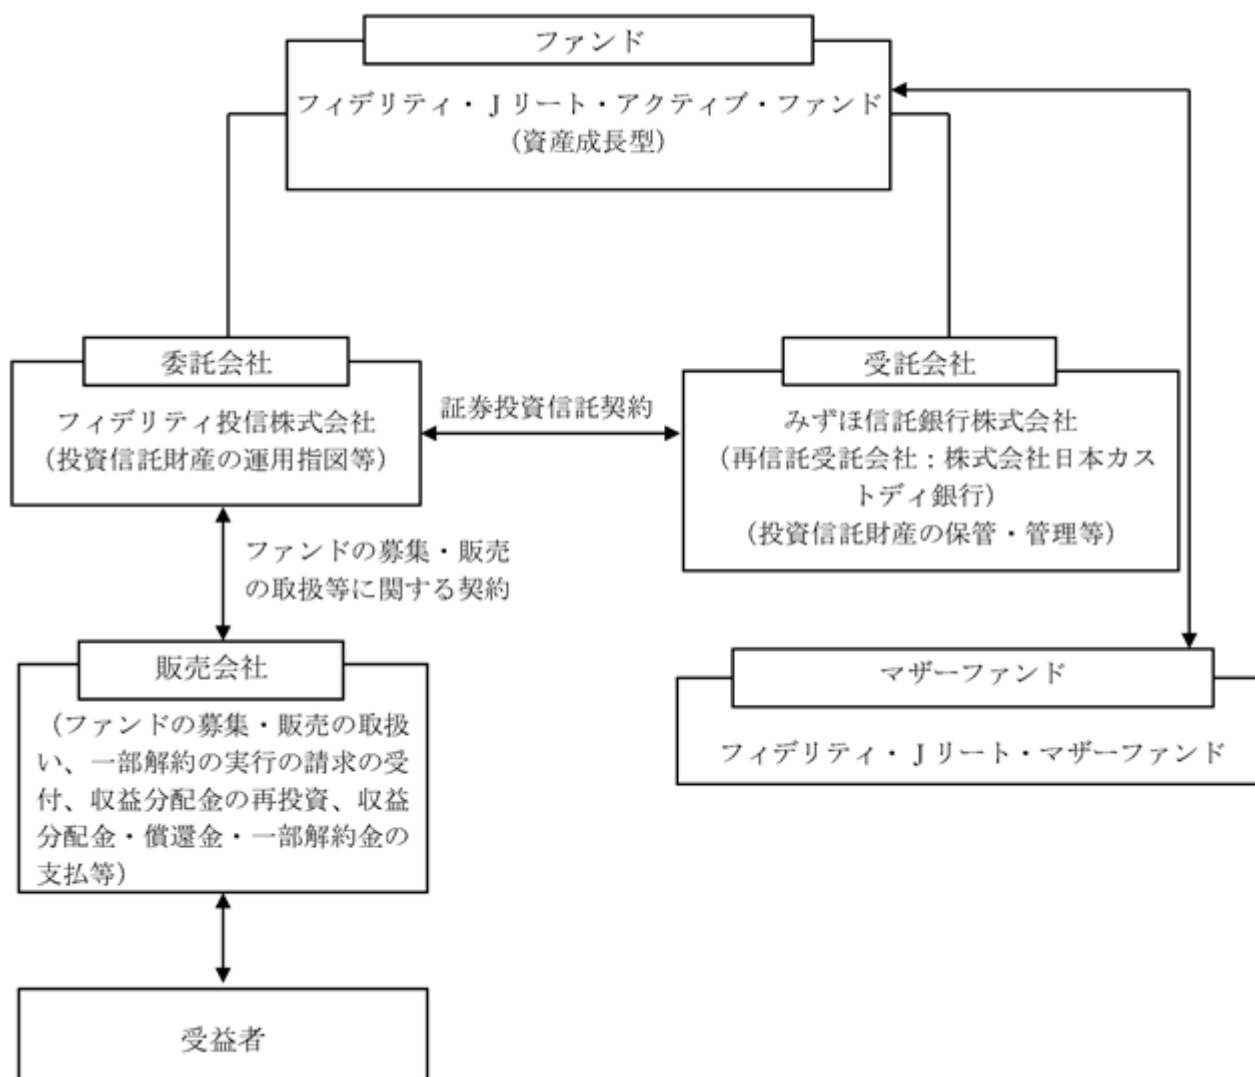 ファンド
フィデリティ・Jリート・アクティブ・ファンド
(資産成長型)
委託会社
フィデリティ投信株式会社
(投資信託財産の運用指図等)
証券投資信託契約
受託会社
みずほ信託銀行株式会社
(再信託受託会社:株式会社日本カス
トディ銀行)
(投資信託財産の保管・管理等)
ファンドの募集・販売
の取扱等に関する契約
販売会社
(ファンドの募集・販売の取扱
い、一部解約の実行の請求の受
付、収益分配金の再投資、収益
分配金・償還金・一部解約金の
支払等)
マザーファンド
フィデリティ・Jリート・マザーファンド
受益者